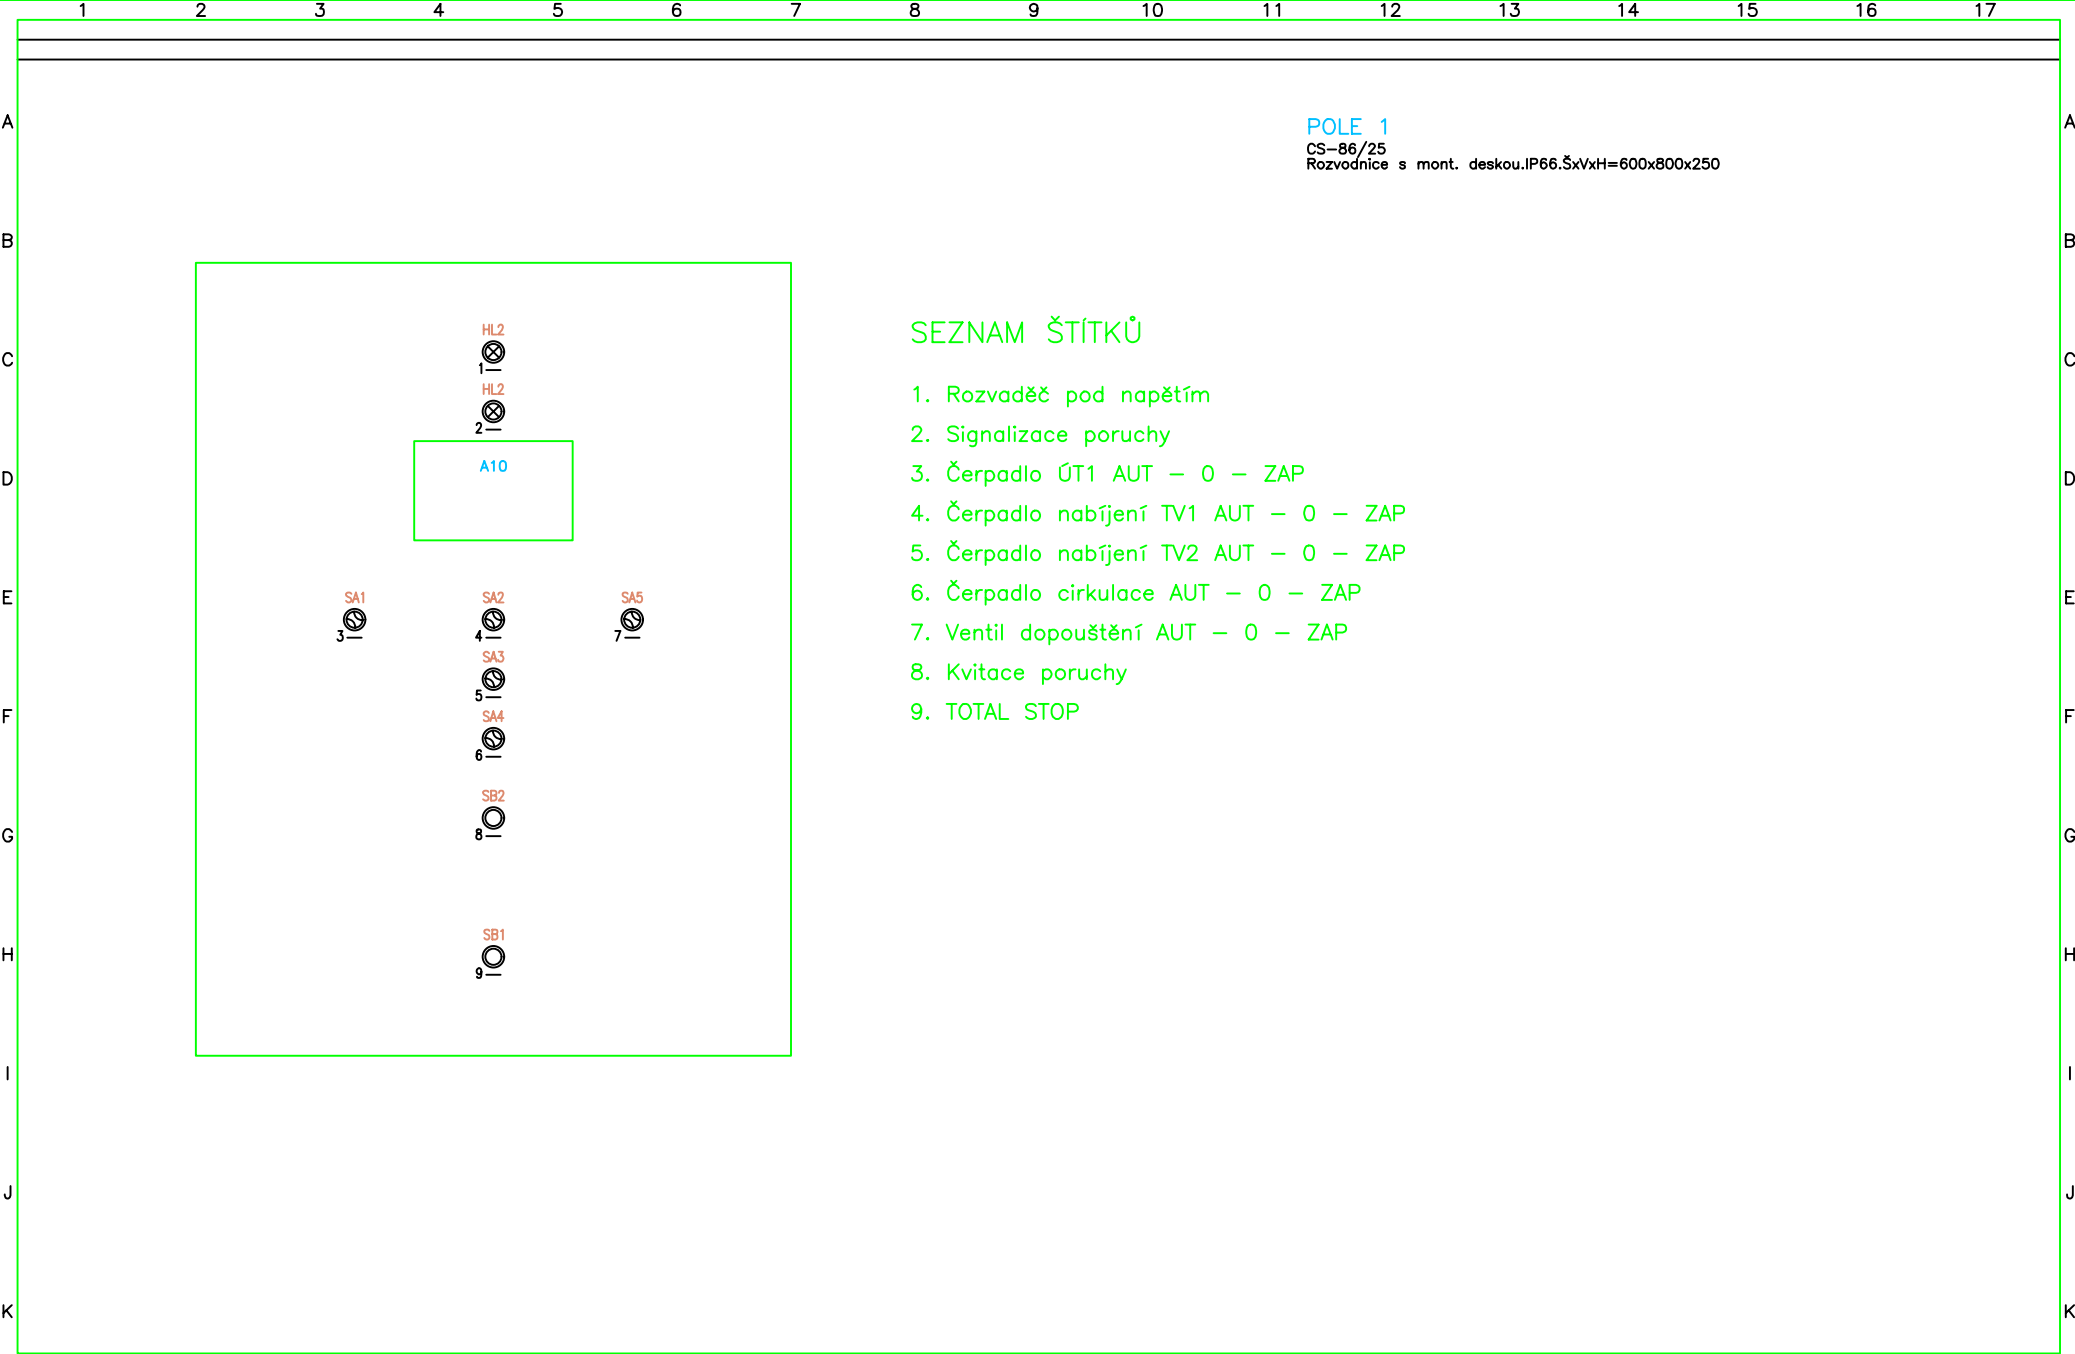 1 2 3 4 5 6 7 8 9 10 11 12 13 14 15 16 17
A A
POLE 1
CS-86/25
Rozvodnice s mont. deskou.IP66.ŠxVxH=600x800x250
B B
SEZNAM ŠTÍTKŮ
HL2
C C
1
HL2
1. Rozvaděč pod napětím
2
2. Signalizace poruchy
A10
D D
3. Čerpadlo ÚT1 AUT - 0 - ZAP
4. Čerpadlo nabíjení TV1 AUT - 0 - ZAP
5. Čerpadlo nabíjení TV2 AUT - 0 - ZAP
SA1 SA2 SA5
E E
6. Čerpadlo cirkulace AUT - 0 - ZAP
3 4 7
7. Ventil dopouštění AUT - 0 - ZAP
SA3
8. Kvitace poruchy
5
SA4
F F
9. TOTAL STOP
6
SB2
8
G G
SB1
H H
9
I I
J J
K K